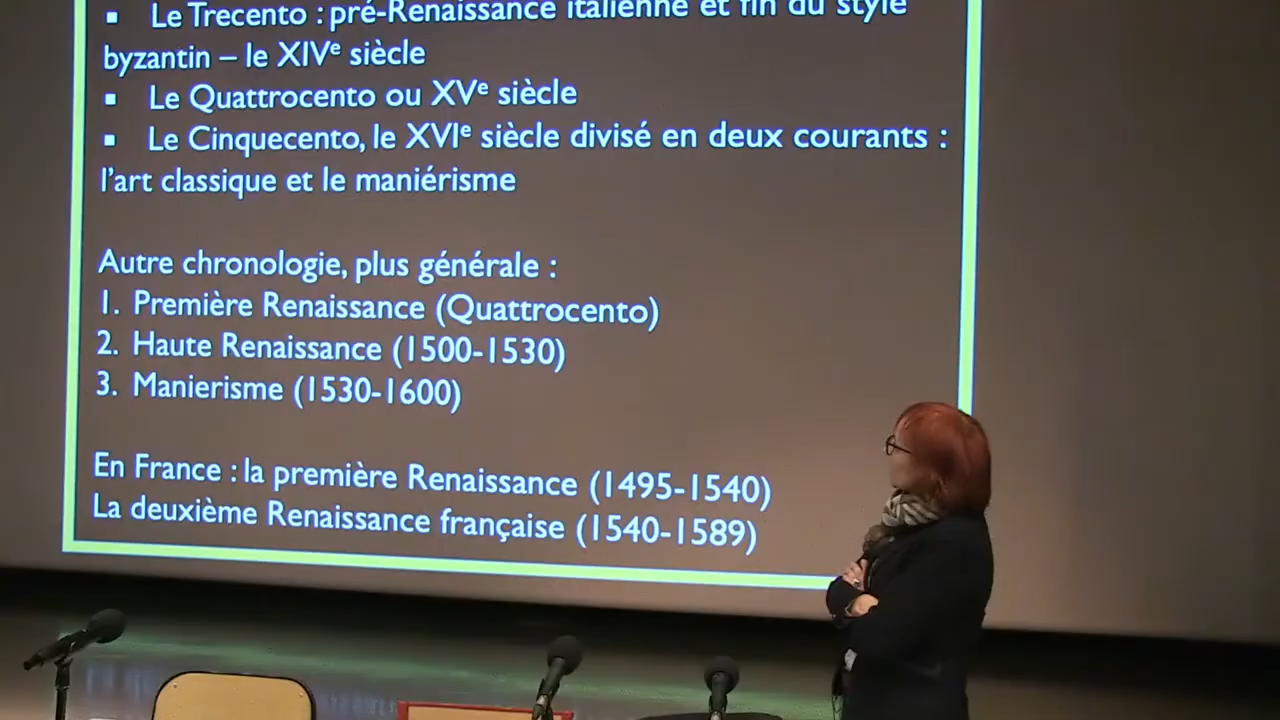 ▪ Le Trecento : pré-Renaissance italienne et fin du style
byzantin – le XIVᵉ siècle
▪ Le Quattrocento ou XVᵉ siècle
▪ Le Cinquecento, le XVIᵉ siècle divisé en deux courants :
l’art classique et le maniérisme
Autre chronologie, plus générale :
1. Première Renaissance (Quattrocento)
2. Haute Renaissance (1500-1530)
3. Manierisme (1530-1600)
En France : la première Renaissance (1495-1540)
La deuxième Renaissance française (1540-1589)